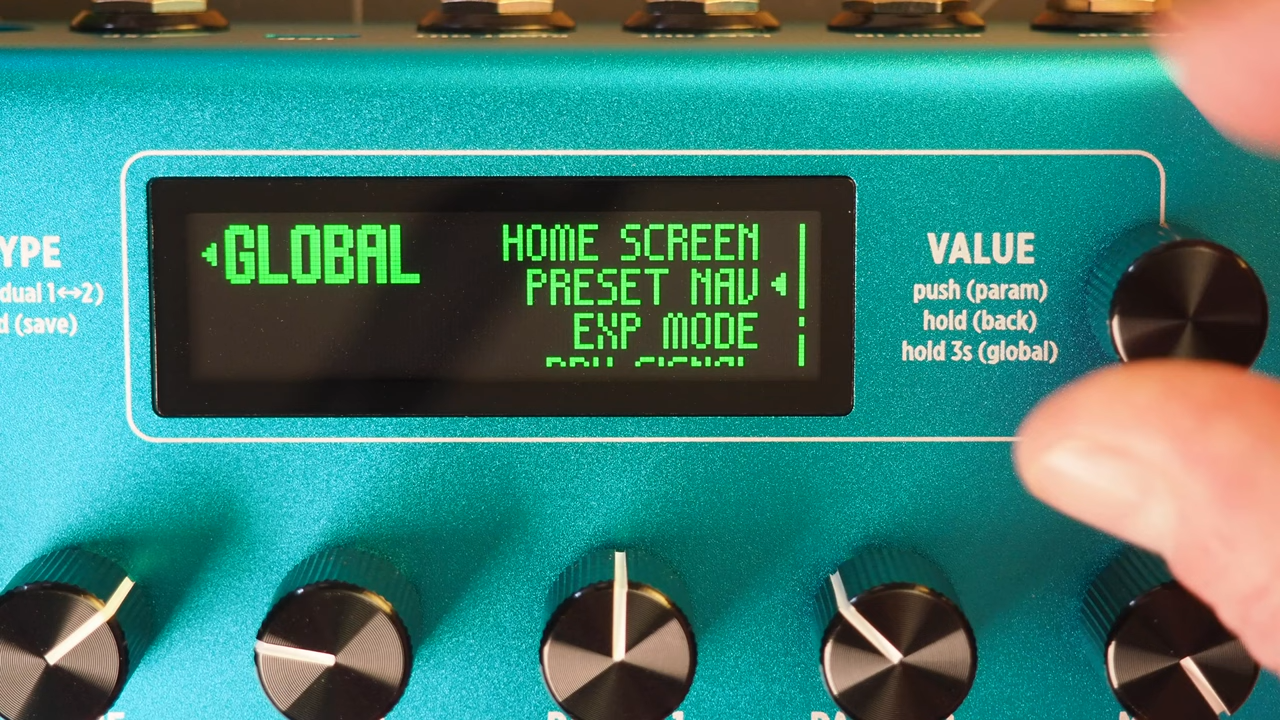 GLOBAL
HOME SCREEN
PRESET NAV
EXP MODE
YPE
dual 1↔2)
d (save)
VALUE
push (param)
hold (back)
hold 3s (global)